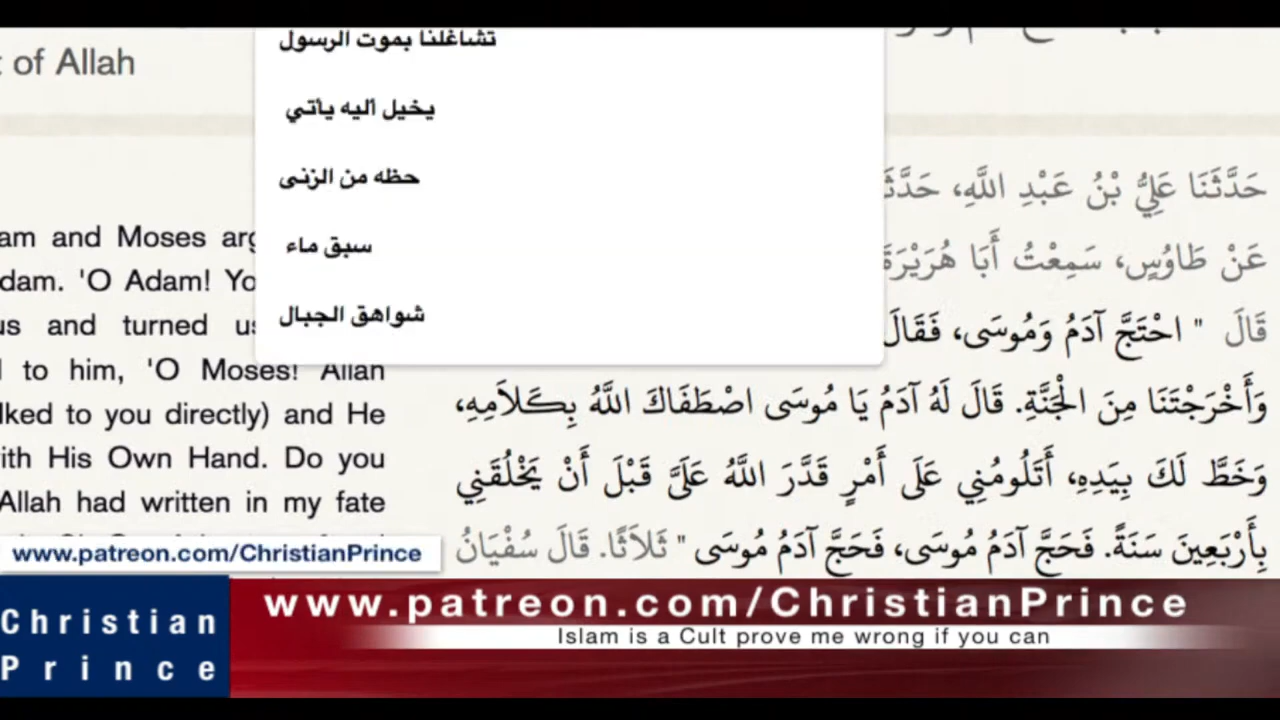 t of Allah
تشاغلنا بموت الرسول
يخيل أليه يأتي
حظه من الزنى
سبق ماء
شواهق الجبال
am and Moses arg
dam. 'O Adam! Yo
us and turned us
to him, 'O Moses! Allah
lked to you directly) and He
ith His Own Hand. Do you
Allah had written in my fate
حَدَّثَنَا عَلِيُّ بْنُ عَبْدِ اللَّهِ، حَدَّثَ
عَنْ طَاوُسٍ، سَمِعْتُ أَبَا هُرَيْرَةَ
قَالَ " احْتَجَّ آدَمُ وَمُوسَى، فَقَالَ
وَأَخْرَجْتَنَا مِنَ الْجَنَّةِ. قَالَ لَهُ آدَمُ يَا مُوسَى اصْطَفَاكَ اللَّهُ بِكَلاَمِهِ،
وَخَطَّ لَكَ بِيَدِهِ، أَتَلُومُنِي عَلَى أَمْرٍ قَدَّرَ اللَّهُ عَلَىَّ قَبْلَ أَنْ يَخْلُقَنِي
بِأَرْبَعِينَ سَنَةً. فَحَجَّ آدَمُ مُوسَى، فَحَجَّ آدَمُ مُوسَى " ثَلاَثًا. قَالَ سُفْيَانُ
www.patreon.com/ChristianPrince
Christian
Prince
www.patreon.com/ChristianPrince
Islam is a Cult prove me wrong if you can